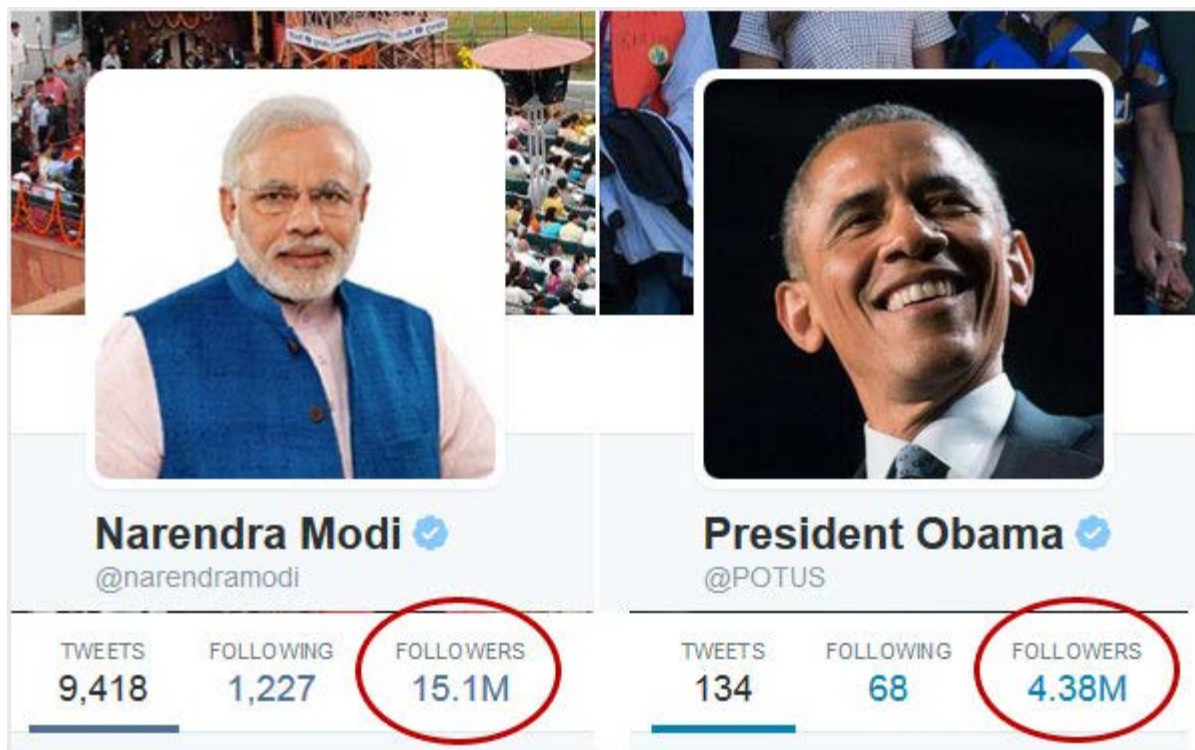 Narendra Modi
@narendramodi
TWEETS FOLLOWING FOLLOWERS
9,418 1,227 15.1M
President Obama
@POTUS
TWEETS FOLLOWING FOLLOWERS
134 68 4.38M